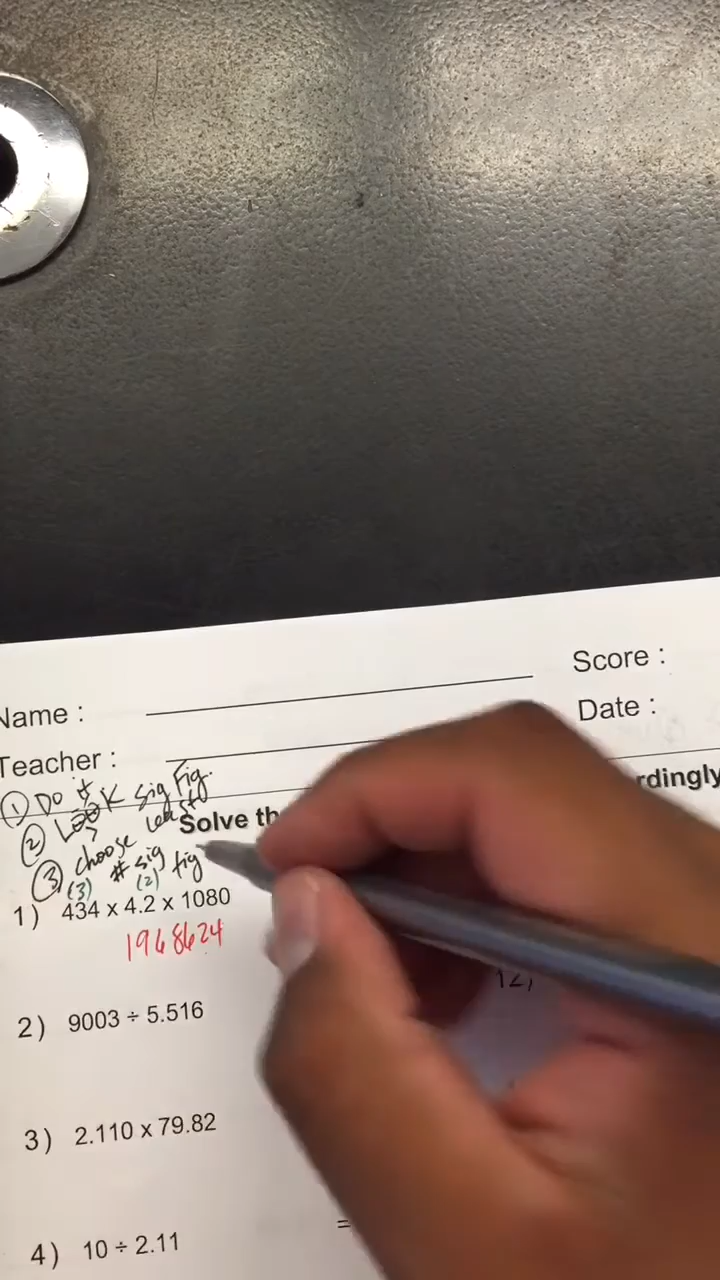 Name :
Score :
Date :
Teacher :
rdingly
① DO it
② LOOK Sig Fig.
Solve th
③ choose least
# sig fig
(3) (2)
1) 434 x 4.2 x 1080
1968624
12)
2) 9003 ÷ 5.516
3) 2.110 x 79.82
=
4) 10 ÷ 2.11